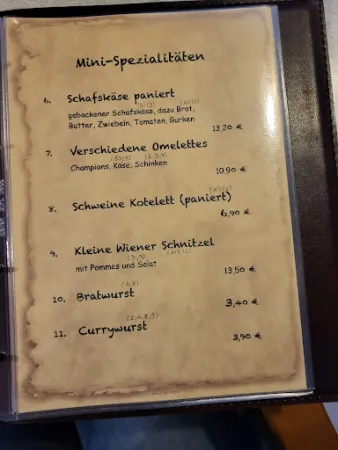 Mini-Spezialitäten
6. Schafskäse paniert
gebackener Schafskäse, dazu Brot,
Butter, Zwiebeln, Tomaten, Gurken
13,20 €
7. Verschiedene Omelettes
Champions, Käse, Schinken
10,90 €
8. Schweine Kotelett (paniert)
6,90 €
9. Kleine Wiener Schnitzel
mit Pommes und Salat
13,50 €
10. Bratwurst
3,40 €
11. Currywurst
3,90 €